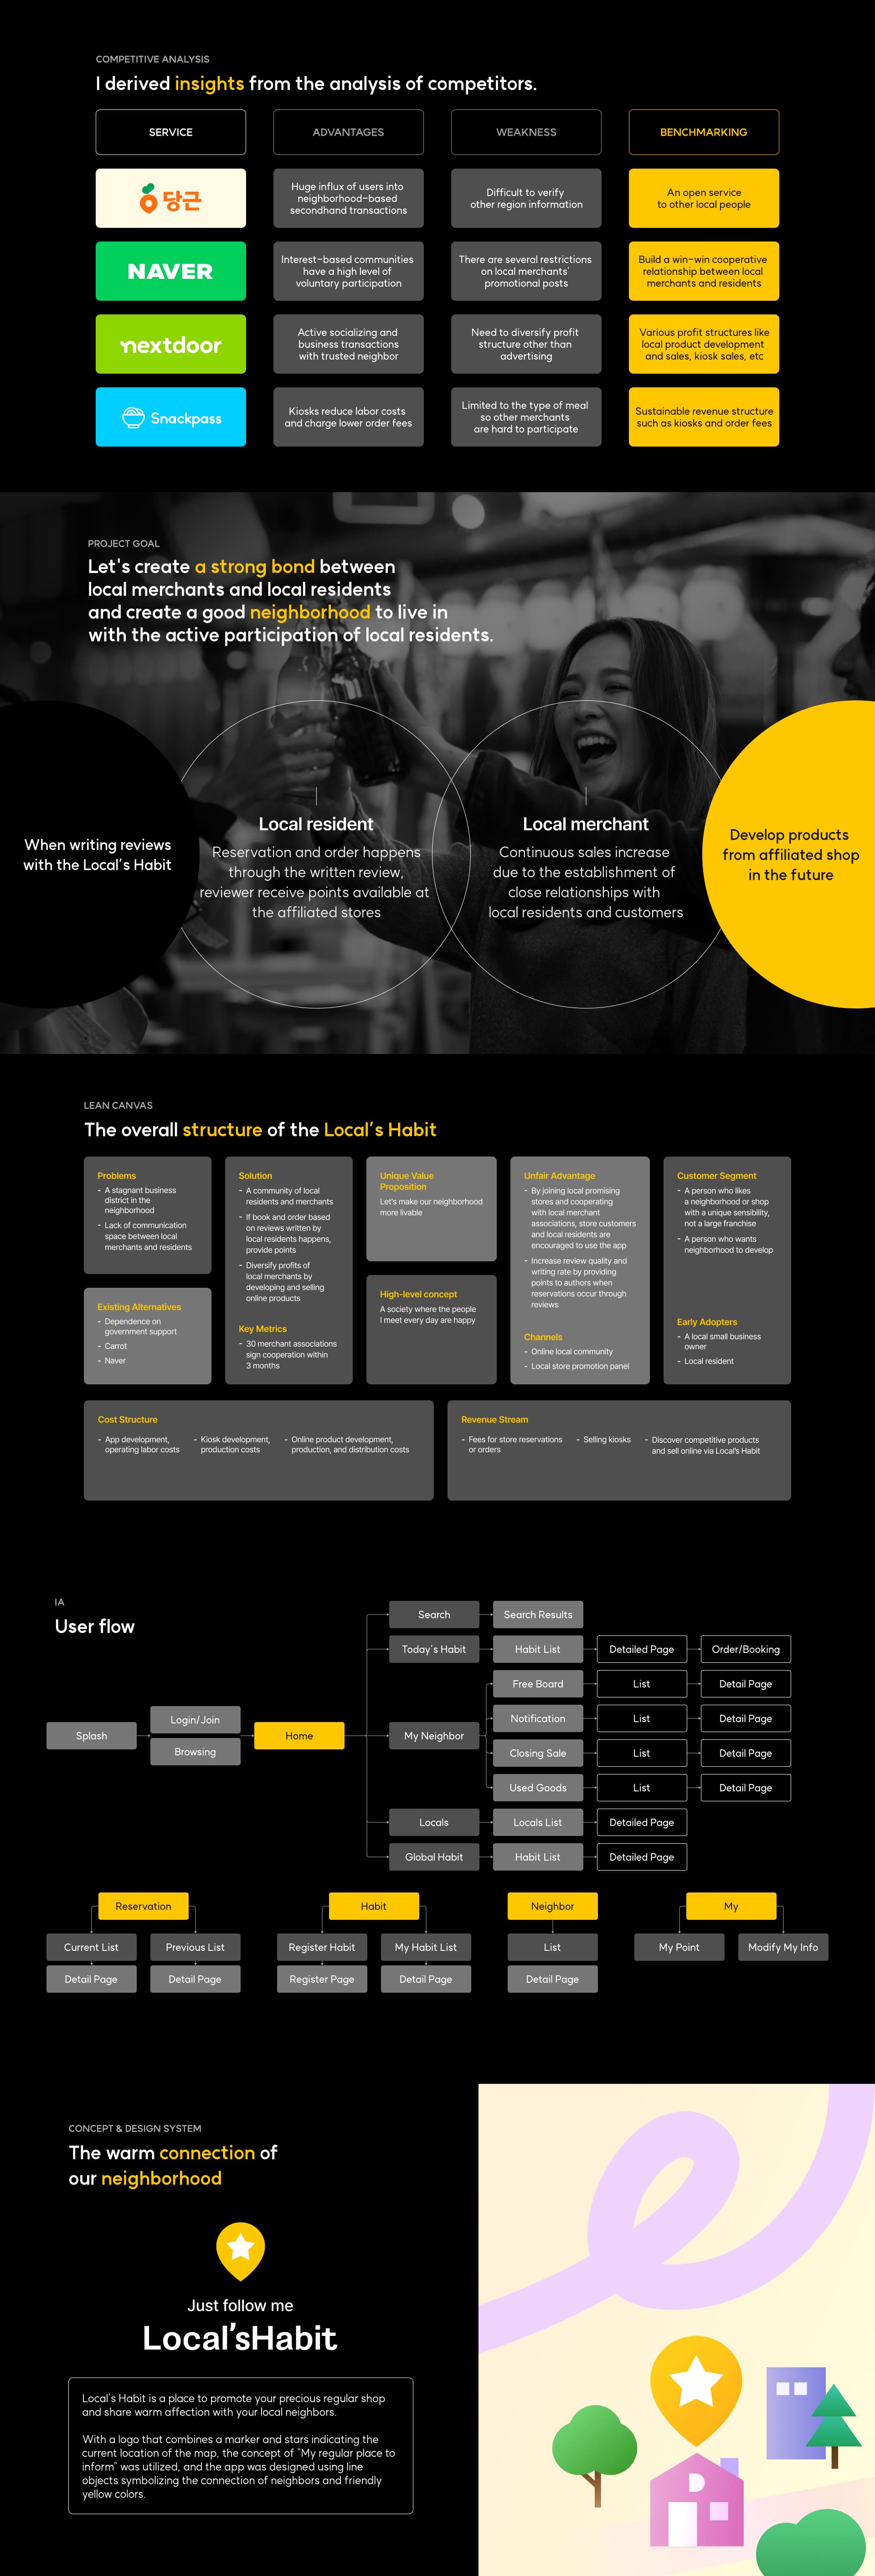 COMPETITIVE ANALYSIS
I derived insights from the analysis of competitors.
SERVICE
ADVANTAGES
WEAKNESS
BENCHMARKING
당근
Huge influx of users into
neighborhood-based
secondhand transactions
Difficult to verify
other region information
An open service
to other local people
NAVER
Interest-based communities
have a high level of
voluntary participation
There are several restrictions
on local merchants'
promotional posts
Build a win-win cooperative
relationship between local
merchants and residents
nextdoor
Active socializing and
business transactions
with trusted neighbor
Need to diversify profit
structure other than
advertising
Various profit structures like
local product development
and sales, kiosk sales, etc
Snackpass
Kiosks reduce labor costs
and charge lower order fees
Limited to the type of meal
so other merchants
are hard to participate
Sustainable revenue structure
such as kiosks and order fees
PROJECT GOAL
Let's create a strong bond between
local merchants and local residents
and create a good neighborhood to live in
with the active participation of local residents.
When writing reviews
with the Local's Habit
Local resident
Reservation and order happens
through the written review,
reviewer receive points available at
the affiliated stores
Local merchant
Continuous sales increase
due to the establishment of
close relationships with
local residents and customers
Develop products
from affiliated shop
in the future
LEAN CANVAS
The overall structure of the Local's Habit
Problems
- A stagnant business
district in the
neighborhood
- Lack of communication
space between local
merchants and residents
Existing Alternatives
- Dependence on
government support
- Carrot
- Naver
Solution
- A community of local
residents and merchants
- If book and order based
on reviews written by
local residents happens,
provide points
- Diversify profits of
local merchants by
developing and selling
online products
Key Metrics
- 30 merchant associations
sign cooperation within
3 months
Unique Value
Proposition
Let's make our neighborhood
more livable
High-level concept
A society where the people
I meet every day are happy
Unfair Advantage
- By joining local promising
stores and cooperating
with local merchant
associations, store customers
and local residents are
encouraged to use the app
- Increase review quality and
writing rate by providing
points to authors when
reservations occur through
reviews
Channels
- Online local community
- Local store promotion panel
Customer Segment
- A person who likes
a neighborhood or shop
with a unique sensibility,
not a large franchise
- A person who wants
neighborhood to develop
Early Adopters
- A local small business
owner
- Local resident
Cost Structure
- App development,
operating labor costs
- Kiosk development,
production costs
- Online product development,
production, and distribution costs
Revenue Stream
- Fees for store reservations
or orders
- Selling kiosks
- Discover competitive products
and sell online via Local's Habit
IA
User flow
Splash
Login/Join
Browsing
Home
Search
Search Results
Today's Habit
Habit List
Detailed Page
Order/Booking
My Neighbor
Free Board
List
Detail Page
Notification
List
Detail Page
Closing Sale
List
Detail Page
Used Goods
List
Detail Page
Locals
Locals List
Detailed Page
Global Habit
Habit List
Detailed Page
Reservation
Current List
Previous List
Detail Page
Detail Page
Habit
Register Habit
My Habit List
Register Page
Detail Page
Neighbor
List
Detail Page
My
My Point
Modify My Info
CONCEPT & DESIGN SYSTEM
The warm connection of
our neighborhood
Just follow me
Local'sHabit
Local's Habit is a place to promote your precious regular shop
and share warm affection with your local neighbors.
With a logo that combines a marker and stars indicating the
current location of the map, the concept of "My regular place to
inform" was utilized, and the app was designed using line
objects symbolizing the connection of neighbors and friendly
yellow colors.